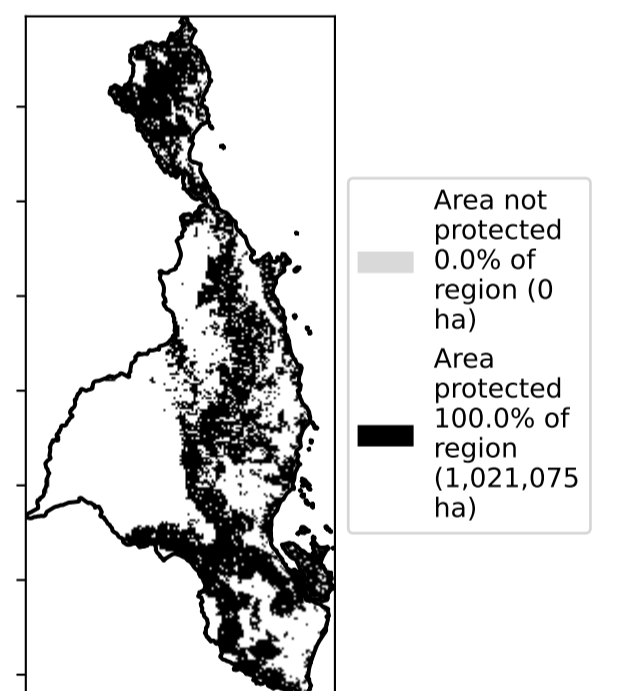 Area not
protected
0.0% of
region (0
ha)
Area
protected
100.0% of
region
(1,021,075
ha)